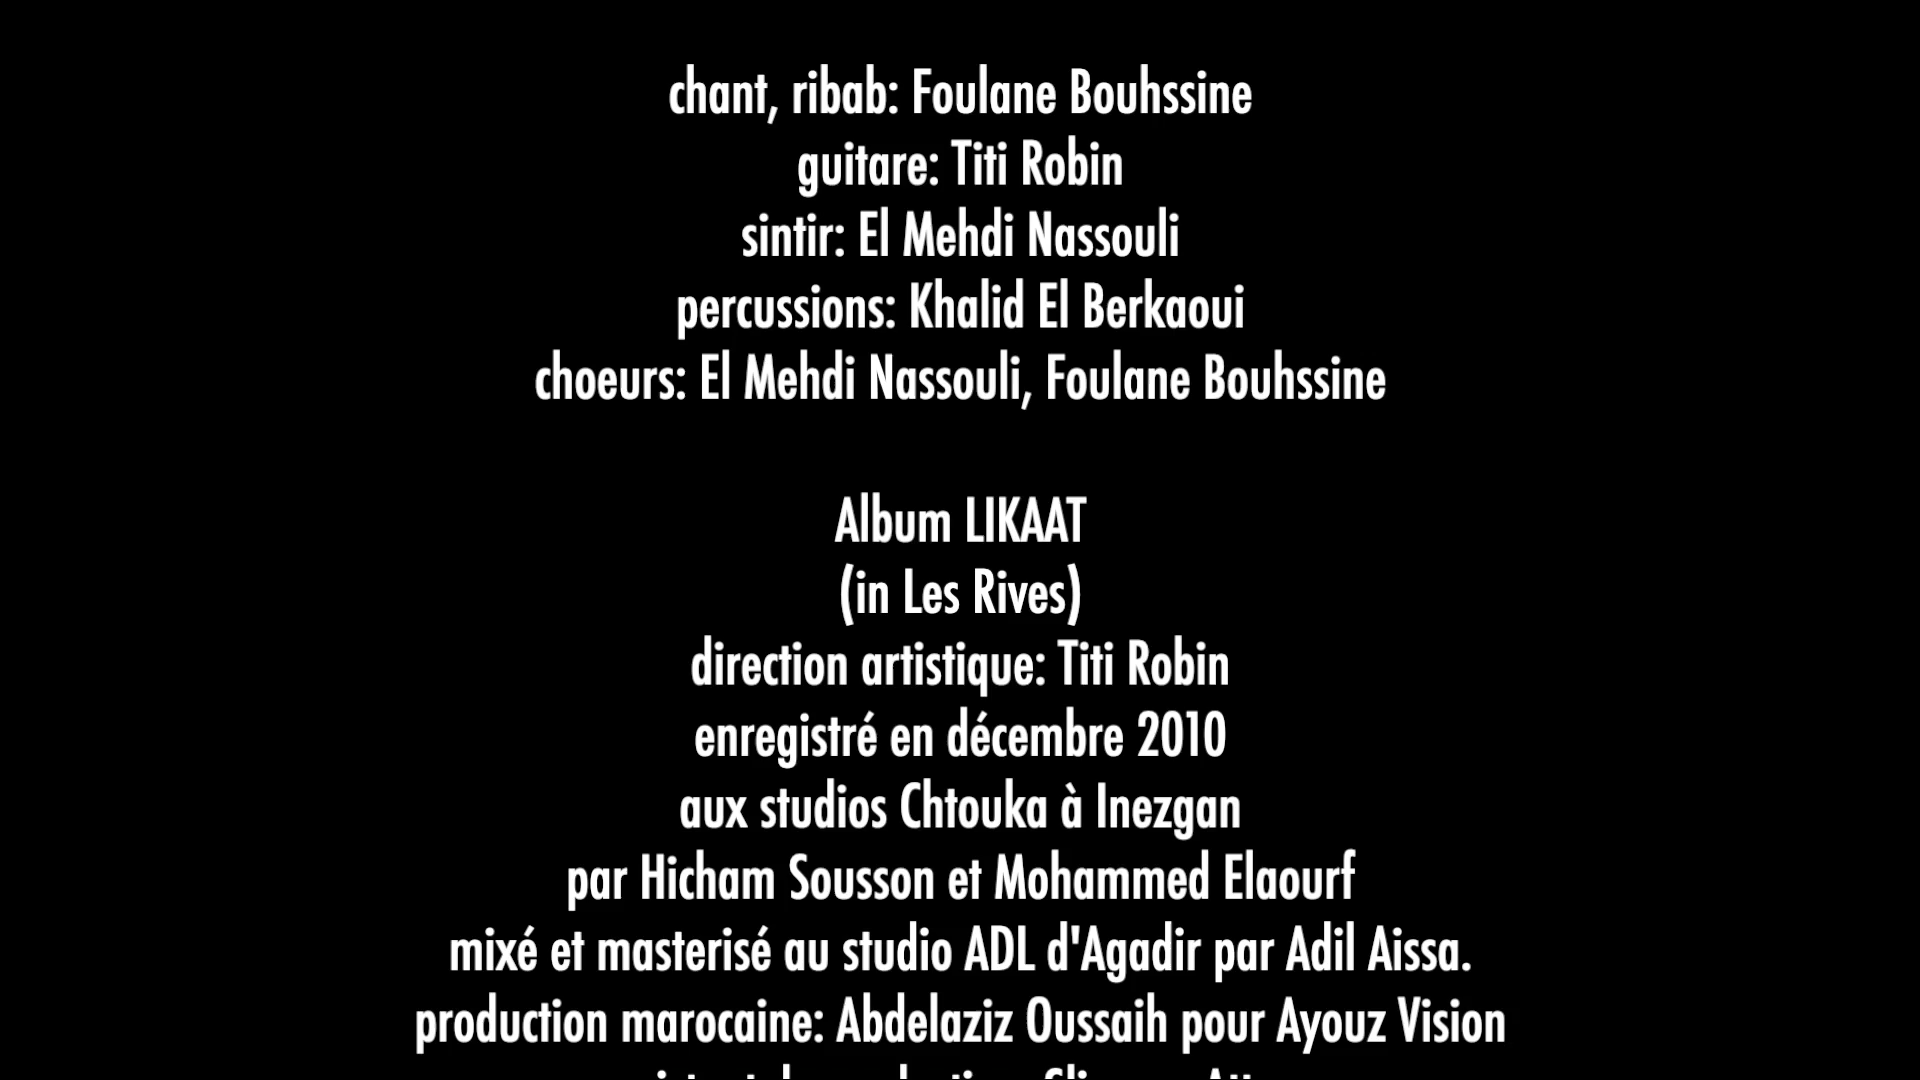 chant, ribab: Foulane Bouhssine
guitare: Titi Robin
sintir: El Mehdi Nassouli
percussions: Khalid El Berkaoui
choeurs: El Mehdi Nassouli, Foulane Bouhssine
Album LIKAAT
(in Les Rives)
direction artistique: Titi Robin
enregistré en décembre 2010
aux studios Chtouka à Inezgan
par Hicham Sousson et Mohammed Elaourf
mixé et masterisé au studio ADL d'Agadir par Adil Aissa.
production marocaine: Abdelaziz Oussaih pour Ayouz Vision